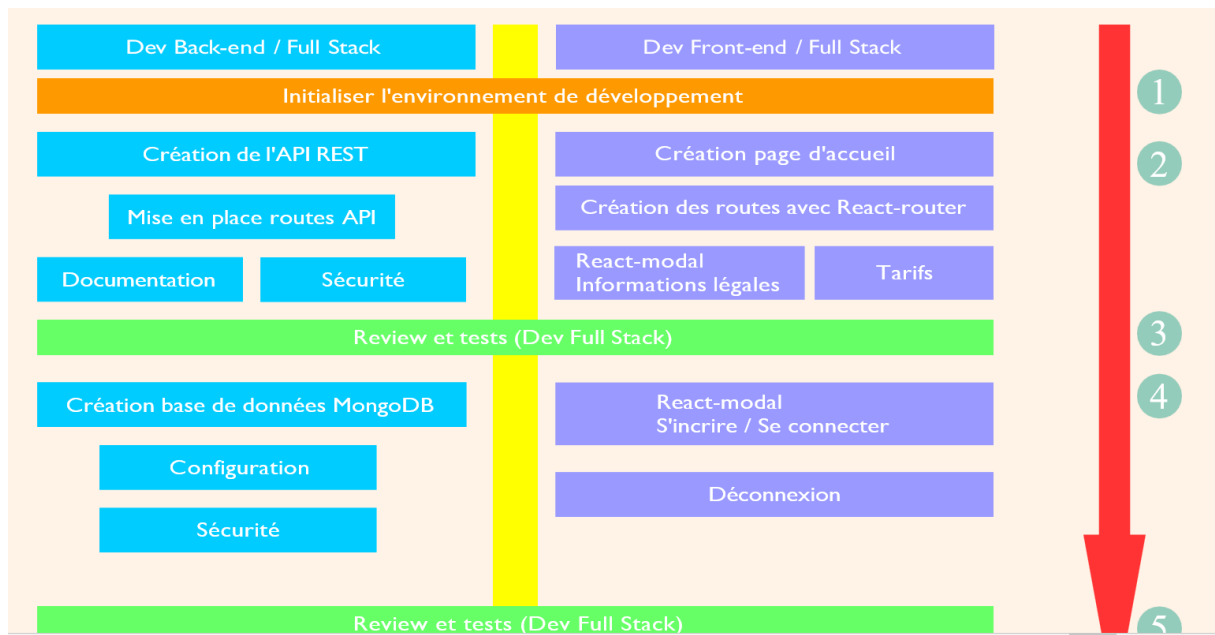 Dev Back-end / Full Stack
Dev Front-end / Full Stack
Initialiser l'environnement de développement
1
Création de l'API REST
Création page d'accueil
2
Mise en place routes API
Création des routes avec React-router
Documentation
Sécurité
React-modal
Informations légales
Tarifs
Review et tests (Dev Full Stack)
3
Création base de données MongoDB
React-modal
S'incrire / Se connecter
4
Configuration
Déconnexion
Sécurité
Review et tests (Dev Full Stack)
5